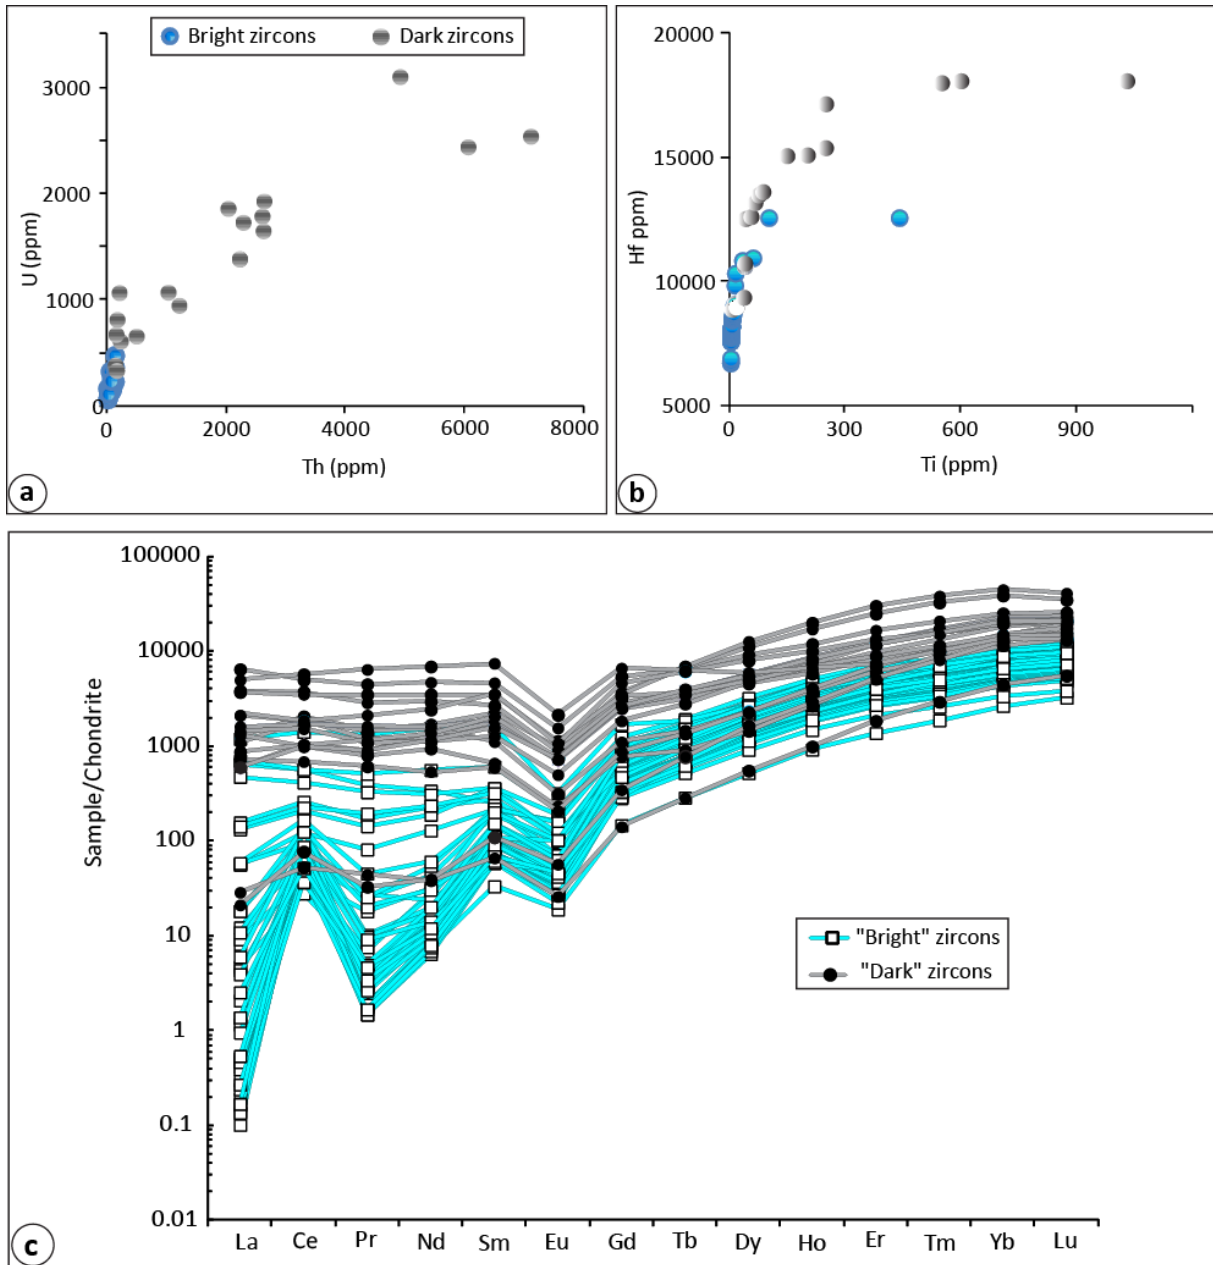 Bright zircons Dark zircons
3000
2000
1000
0
U (ppm)
0 2000 4000 6000 8000
Th (ppm)
a
20000
15000
10000
5000
Hf ppm)
0 300 600 900
Ti (ppm)
b
100000
10000
1000
100
10
1
0.1
0.01
Sample/Chondrite
"Bright" zircons
"Dark" zircons
La Ce Pr Nd Sm Eu Gd Tb Dy Ho Er Tm Yb Lu
c